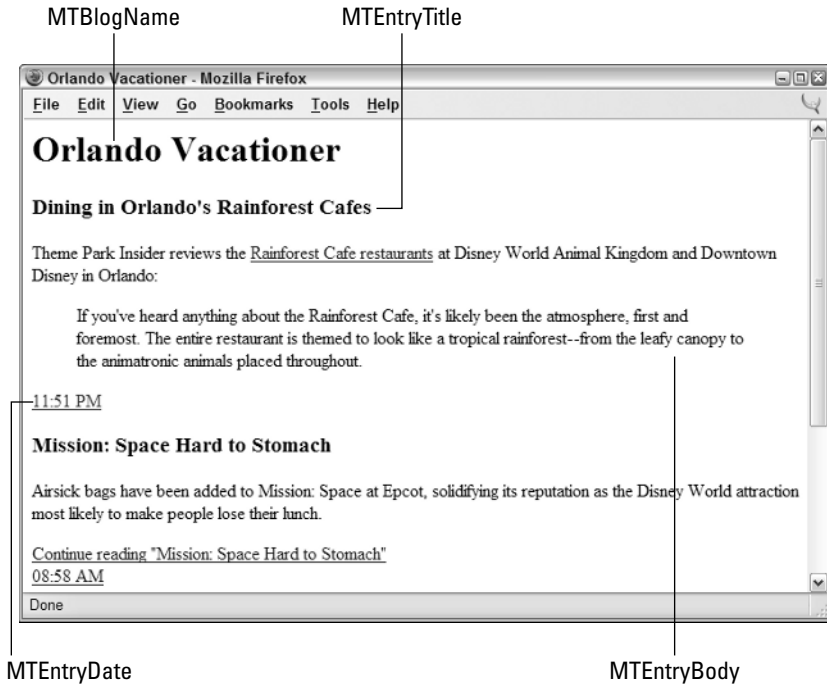 MTBlogName MTEntryTitle
Orlando Vacationer - Mozilla Firefox
File Edit View Go Bookmarks Tools Help
Orlando Vacationer
Dining in Orlando's Rainforest Cafes
Theme Park Insider reviews the Rainforest Cafe restaurants at Disney World Animal Kingdom and Downtown
Disney in Orlando:
If you've heard anything about the Rainforest Cafe, it's likely been the atmosphere, first and
foremost. The entire restaurant is themed to look like a tropical rainforest--from the leafy canopy to
the animatronic animals placed throughout.
11:51 PM
Mission: Space Hard to Stomach
Airsick bags have been added to Mission: Space at Epcot, solidifying its reputation as the Disney World attraction
most likely to make people lose their lunch.
Continue reading "Mission: Space Hard to Stomach"
08:58 AM
Done
MTEntryDate MTEntryBody